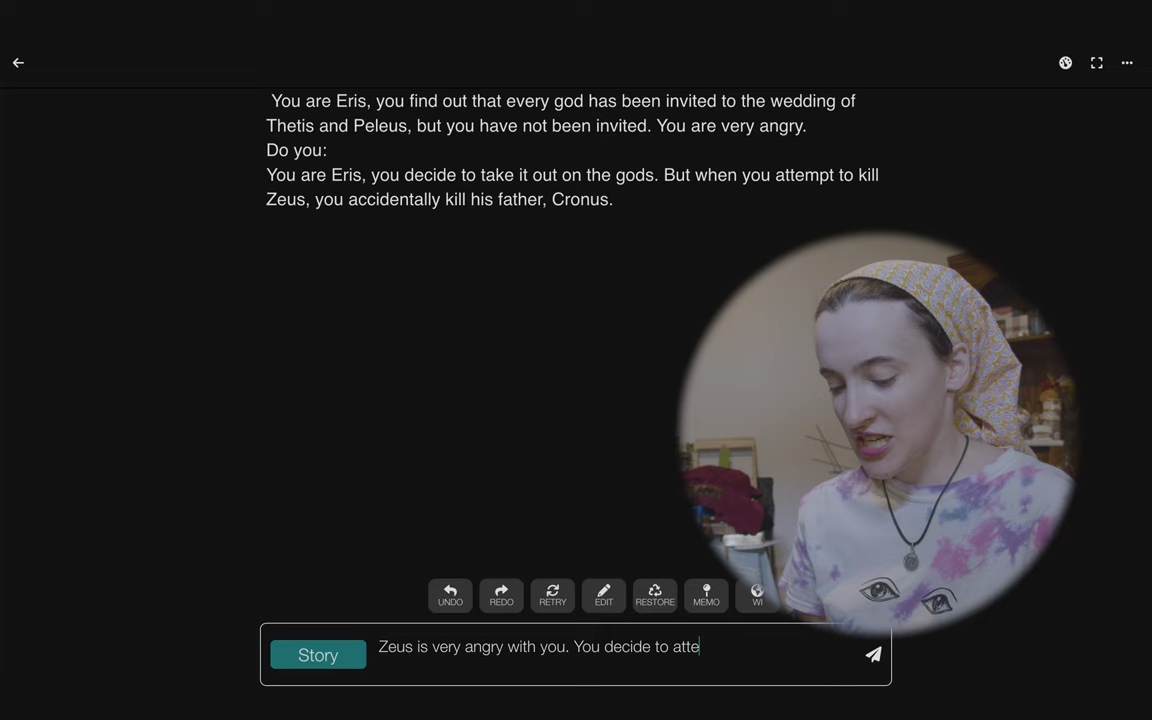 You are Eris, you find out that every god has been invited to the wedding of
Thetis and Peleus, but you have not been invited. You are very angry.
Do you:
You are Eris, you decide to take it out on the gods. But when you attempt to kill
Zeus, you accidentally kill his father, Cronus.
UNDO
REDO
RETRY
EDIT
RESTORE
MEMO
WI
Story
Zeus is very angry with you. You decide to atte